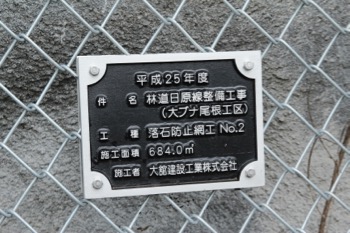 平成25年度
件名 林道日原線整備工事
(大ブナ尾根工区)
工種 落石防止網工 No.2
施工面積 684.0㎡
施工者 大舘建設工業株式会社